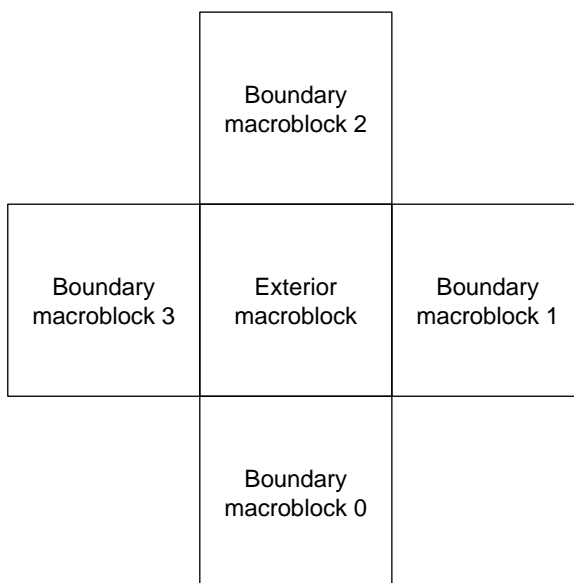 Boundary
macroblock 2
Boundary
macroblock 3
Exterior
macroblock
Boundary
macroblock 1
Boundary
macroblock 0